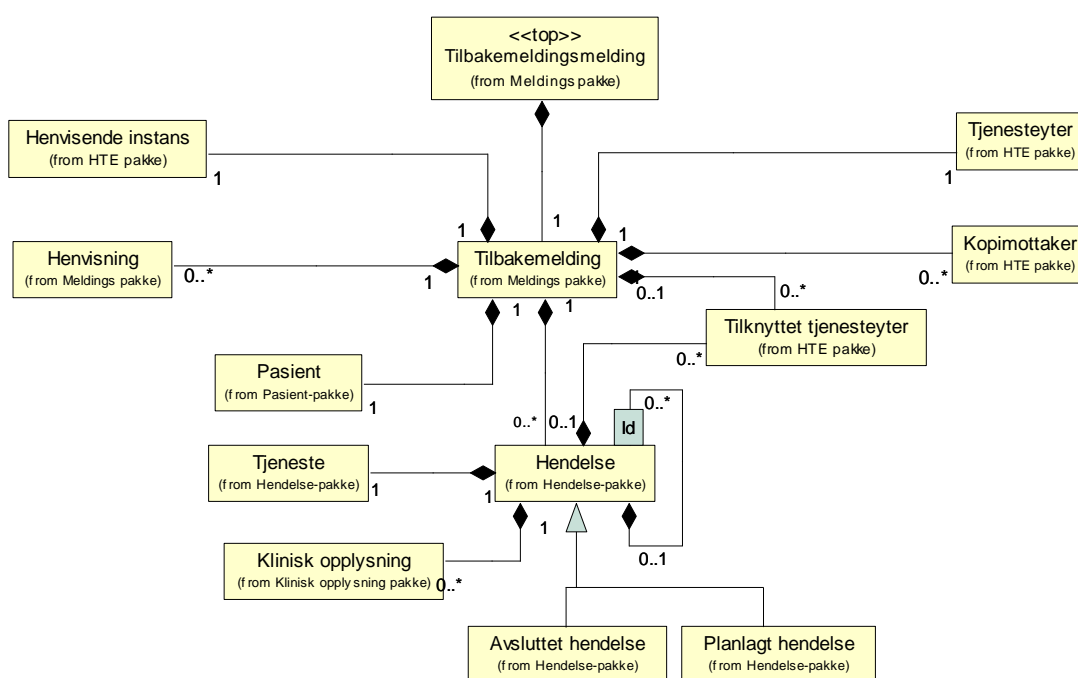 <<top>>
Tilbakemeldingsmelding
(from Meldings pakke)
Henvisende instans
(from HTE pakke)
1
Tjenesteyter
(from HTE pakke)
1
1
1
1
Henvisning
(from Meldings pakke)
0..*
1
Tilbakemelding
(from Meldings pakke)
Kopimottaker
(from HTE pakke)
0..*
1
0..1
0..*
1
1
Tilknyttet tjenesteyter
(from HTE pakke)
0..*
Pasient
(from Pasient-pakke)
1
0..*
0..1
Id
0..*
Tjeneste
(from Hendelse-pakke)
1
1
Hendelse
(from Hendelse-pakke)
1
0..1
Klinisk opplysning
(from Klinisk opplysning pakke)
0..*
Avsluttet hendelse
(from Hendelse-pakke)
Planlagt hendelse
(from Hendelse-pakke)